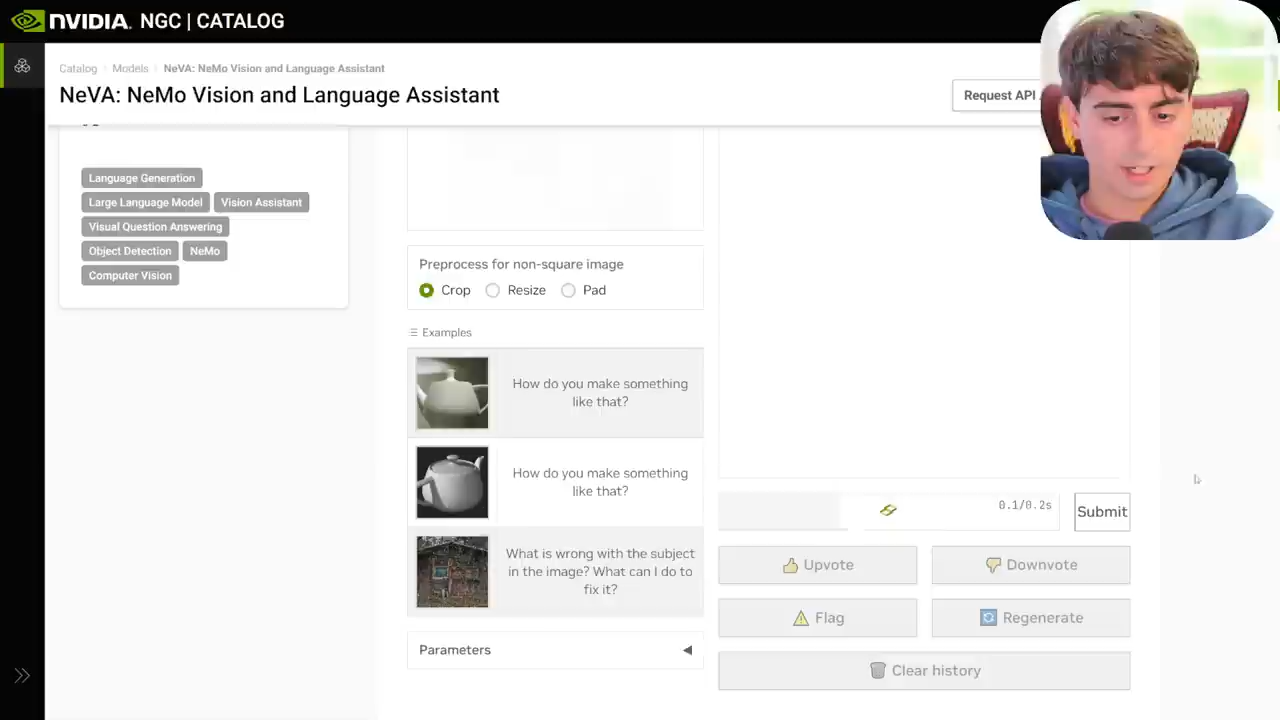 NVIDIA. NGC | CATALOG
Catalog
Models
NeVA: NeMo Vision and Language Assistant
NeVA: NeMo Vision and Language Assistant
Request API
Language Generation
Large Language Model
Vision Assistant
Visual Question Answering
Object Detection
NeMo
Computer Vision
Preprocess for non-square image
Crop
Resize
Pad
Examples
How do you make something
like that?
How do you make something
like that?
What is wrong with the subject
in the image? What can I do to
fix it?
Parameters
0.1/0.2s
Submit
Upvote
Downvote
Flag
Regenerate
Clear history